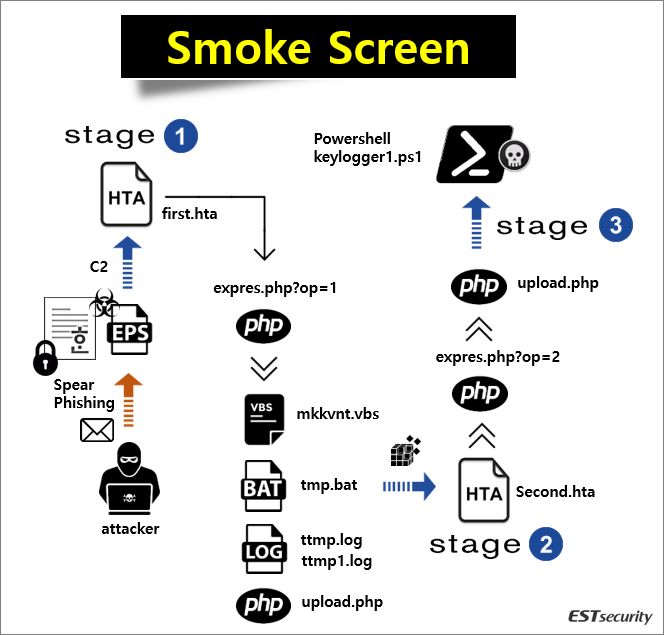 Smoke Screen
stage 1
HTA
first.hta
C2
EPS
Spear
Phishing
attacker
expres.php?op=1
php
VBS
mkkvnt.vbs
BAT
tmp.bat
LOG
ttmp.log
ttmp1.log
php
upload.php
Powershell
keylogger1.ps1
stage 3
php
upload.php
expres.php?op=2
php
HTA
Second.hta
stage 2
ESTsecurity